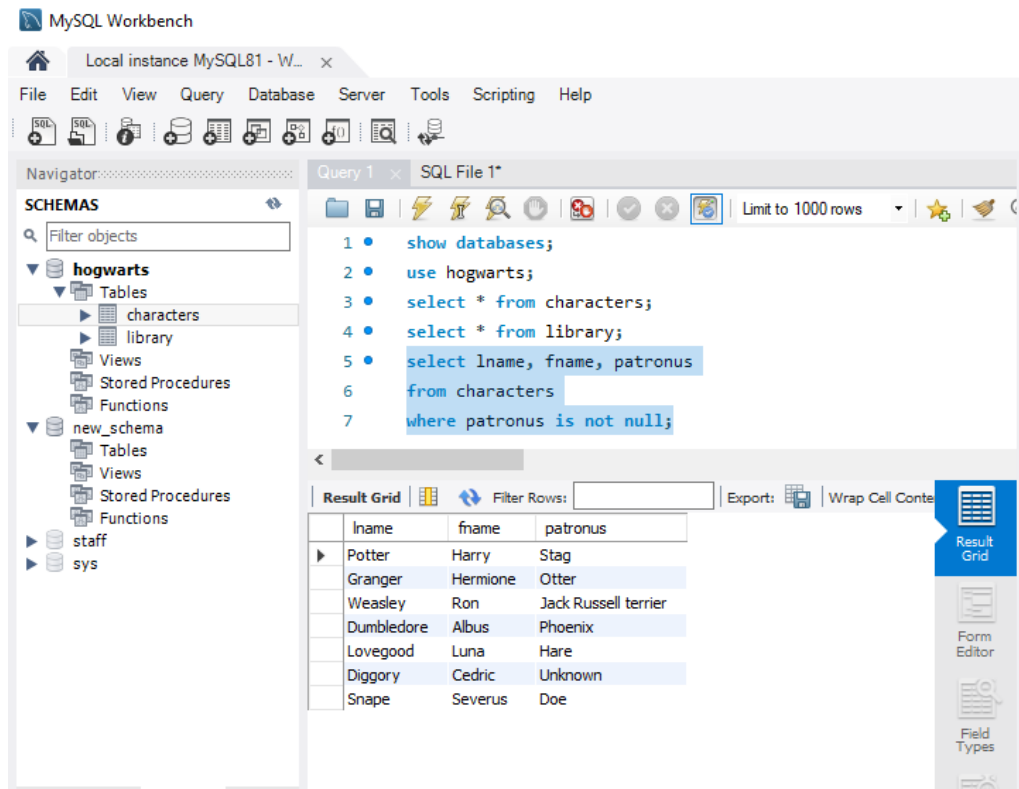 MySQL Workbench
Local instance MySQL81 - W... ×
File Edit View Query Database Server Tools Scripting Help
Navigator
SCHEMAS
Filter objects
hogwarts
Tables
characters
library
Views
Stored Procedures
Functions
new_schema
Tables
Views
Stored Procedures
Functions
staff
sys
Query 1 × SQL File 1*
Limit to 1000 rows
1 show databases;
2 use hogwarts;
3 select * from characters;
4 select * from library;
5 select lname, fname, patronus
6 from characters
7 where patronus is not null;
Result Grid Filter Rows: Export: Wrap Cell Conte
lname fname patronus
Potter Harry Stag
Granger Hermione Otter
Weasley Ron Jack Russell terrier
Dumbledore Albus Phoenix
Lovegood Luna Hare
Diggory Cedric Unknown
Snape Severus Doe
Result
Grid
Form
Editor
Field
Types